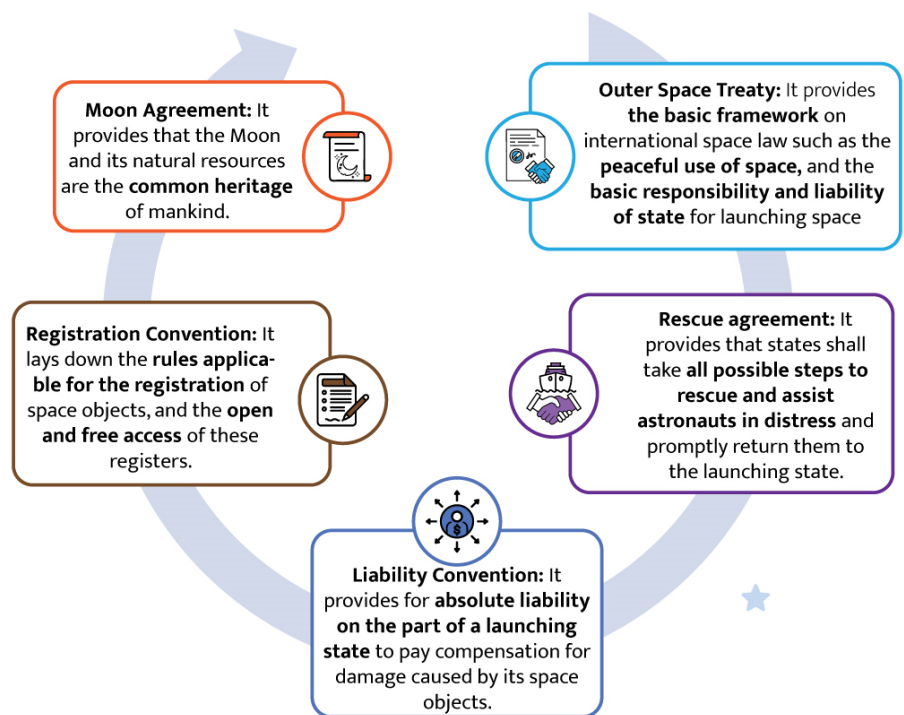 Outer Space Treaty: It provides
the basic framework on
international space law such as the
peaceful use of space, and the
basic responsibility and liability
of state for launching space
Rescue agreement: It
provides that states shall
take all possible steps to
rescue and assist
astronauts in distress and
promptly return them to
the launching state.
Liability Convention: It
provides for absolute liability
on the part of a launching
state to pay compensation for
damage caused by its space
objects.
Registration Convention: It
lays down the rules applica-
ble for the registration of
space objects, and the open
and free access of these
registers.
Moon Agreement: It
provides that the Moon
and its natural resources
are the common heritage
of mankind.
$